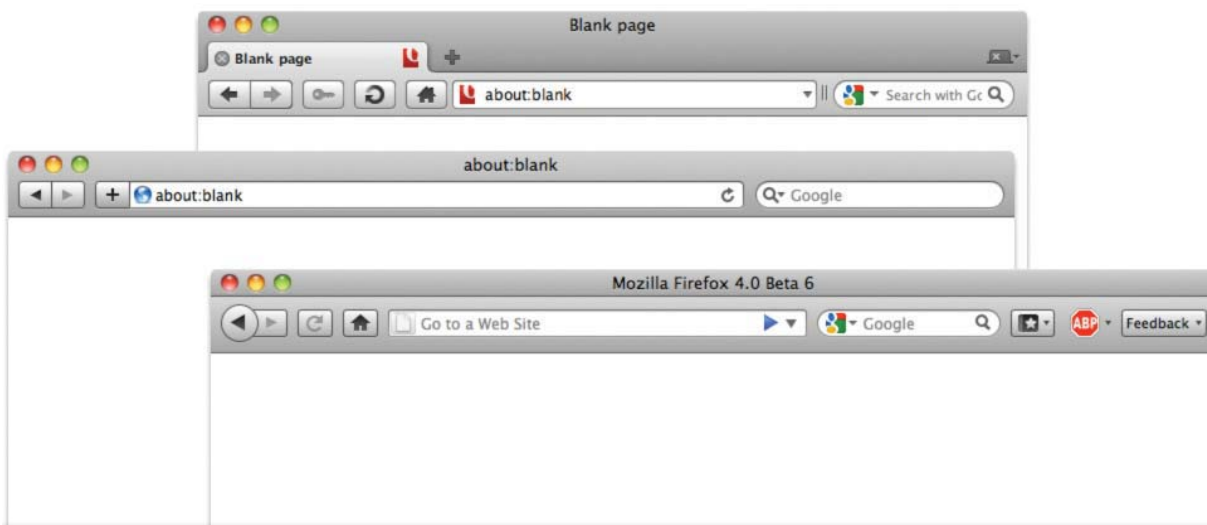 Blank page
Blank page
about:blank
Search with Gc
about:blank
about:blank
Google
Mozilla Firefox 4.0 Beta 6
Go to a Web Site
Google
ABP
Feedback